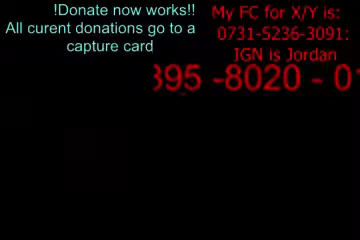 !Donate now works!!
All curent donations go to a
capture card
My FC for X/Y is:
0731-5236-3091:
IGN is Jordan
395 -8020 - 0